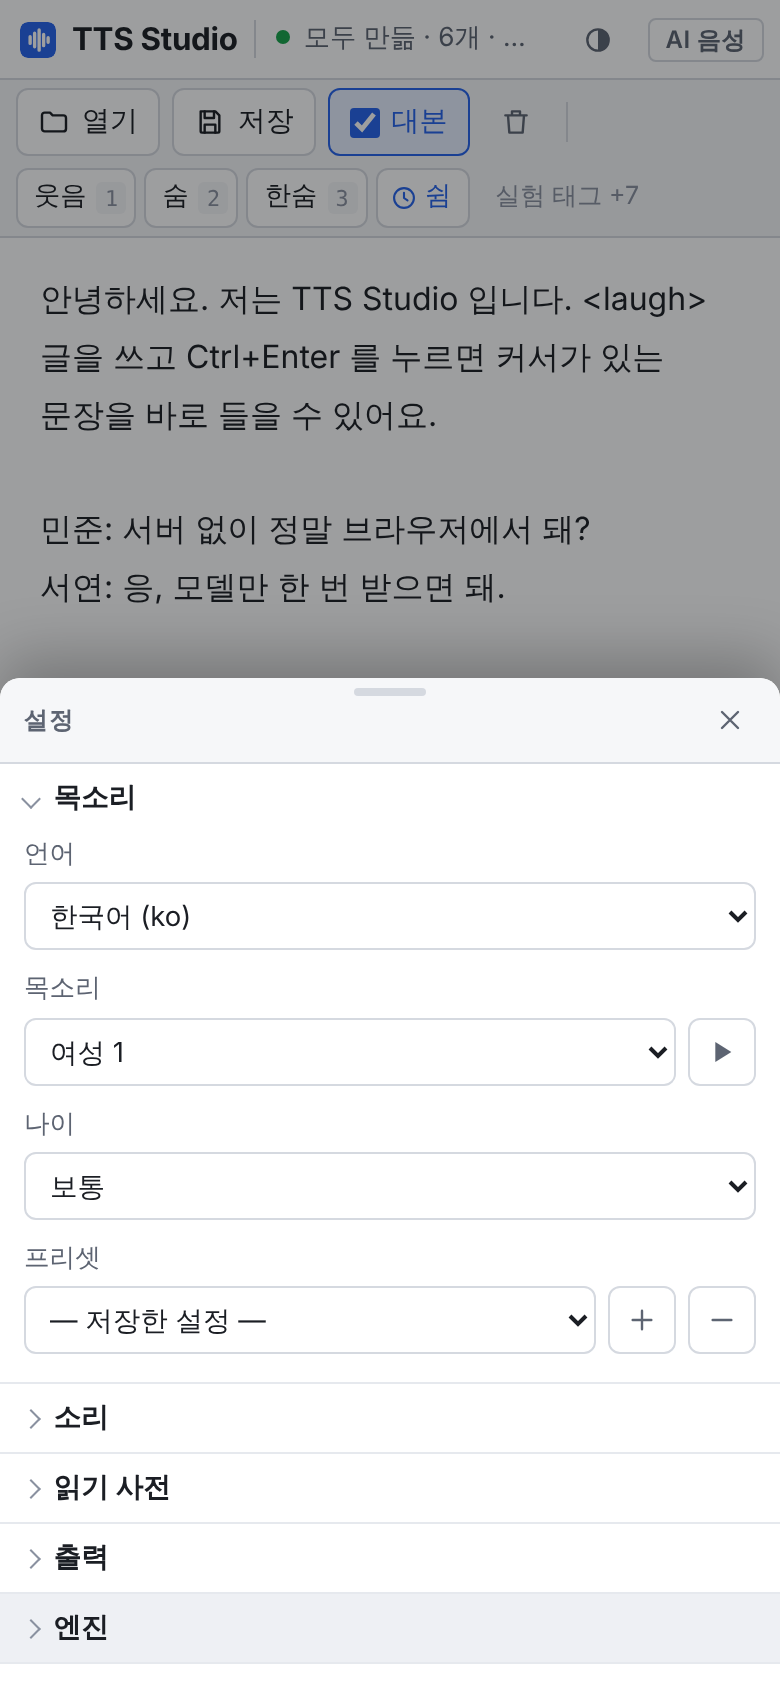 TTS Studio
모두 만듦 · 6개 · ...
AI 음성
열기
저장
대본
웃음 1
숨 2
한숨 3
쉼
실험 태그 +7
안녕하세요. 저는 TTS Studio 입니다. <laugh>
글을 쓰고 Ctrl+Enter 를 누르면 커서가 있는
문장을 바로 들을 수 있어요.
민준: 서버 없이 정말 브라우저에서 돼?
서연: 응, 모델만 한 번 받으면 돼.
설정
목소리
언어
한국어 (ko)
목소리
여성 1
나이
보통
프리셋
— 저장한 설정 —
소리
읽기 사전
출력
엔진